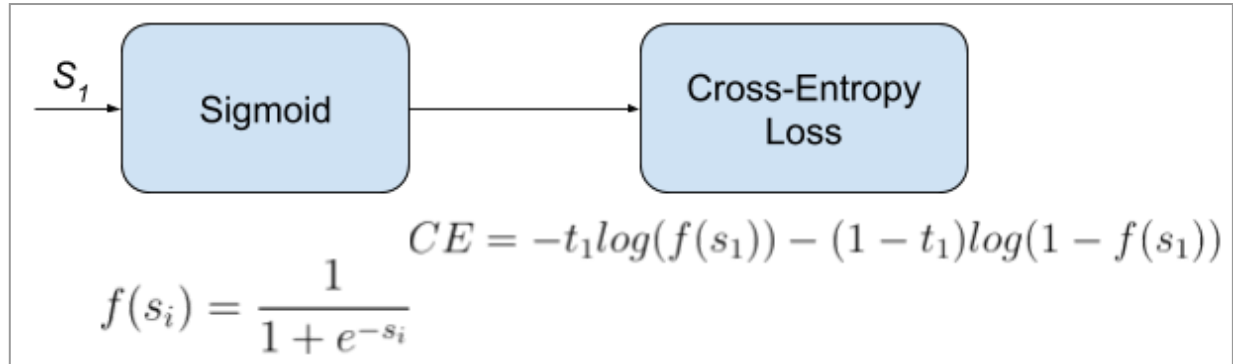 S₁
Sigmoid
Cross-Entropy
Loss
CE = −t₁log(f(s₁)) − (1 − t₁)log(1 − f(s₁))
f(sᵢ) = 1 / (1 + e^{−sᵢ})